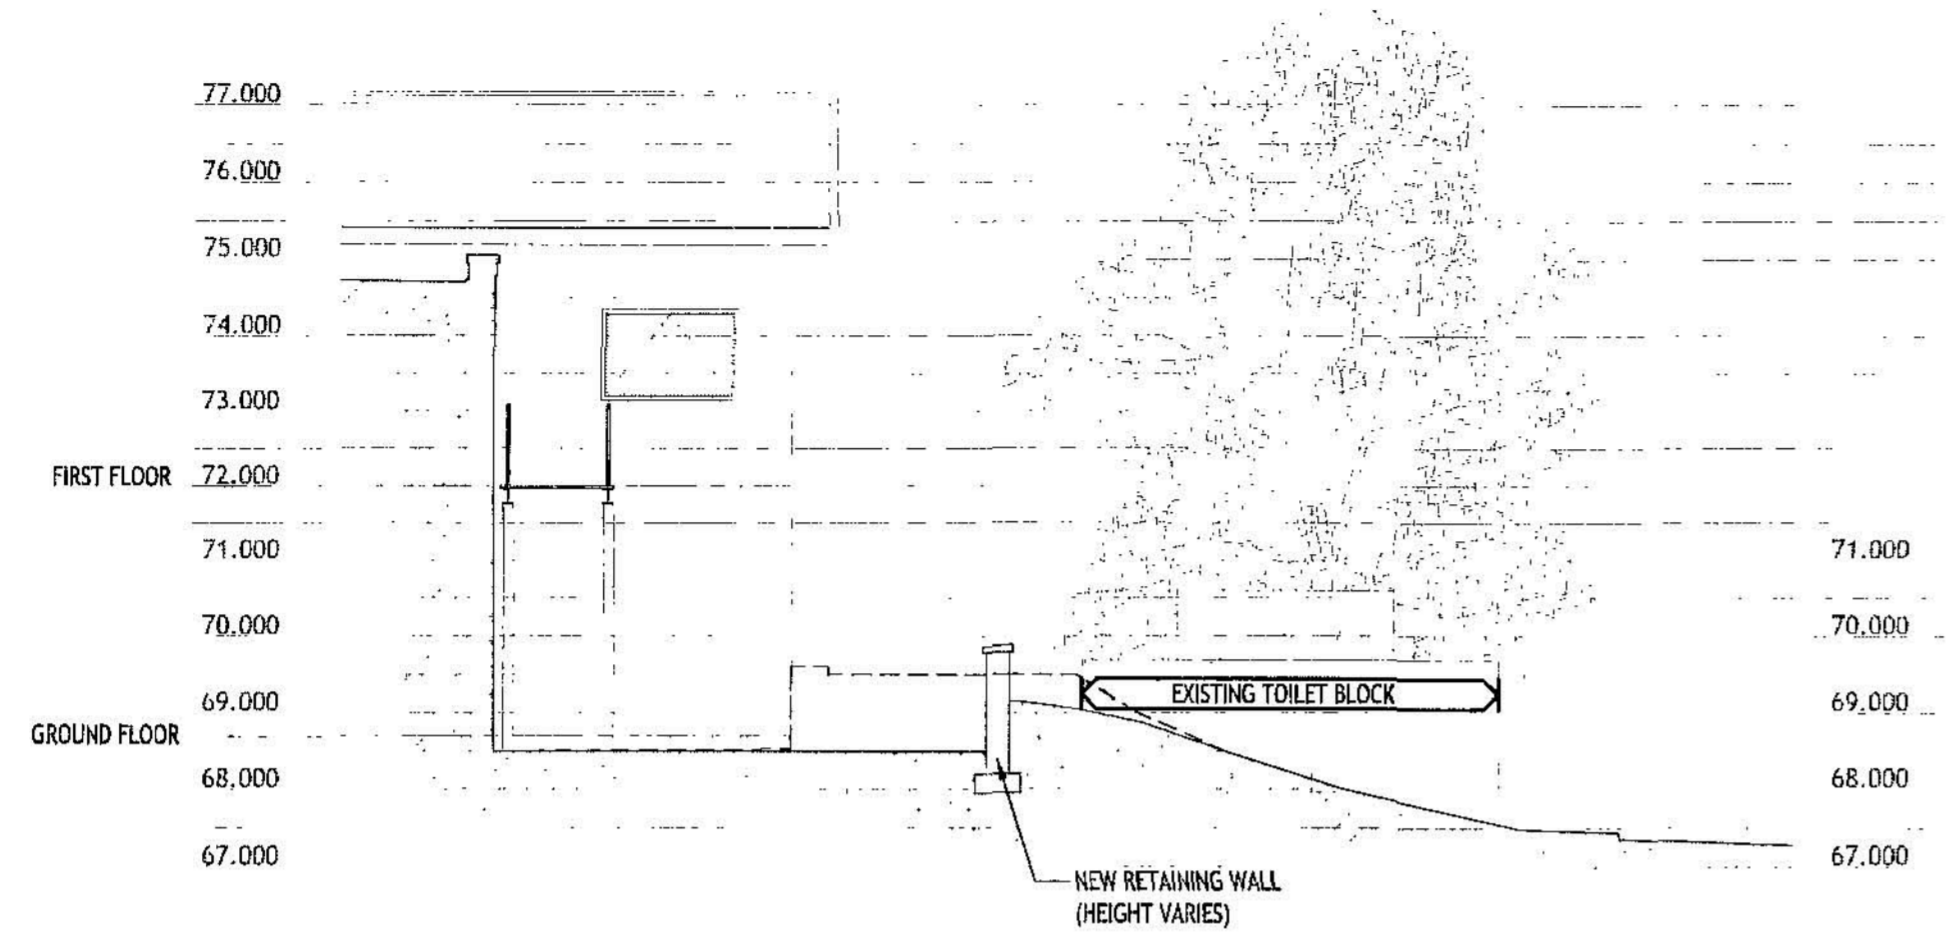 77.000
76.000
75.000
74.000
73.000
FIRST FLOOR 72.000
71.000 71.000
70.000 70.000
EXISTING TOILET BLOCK
69.000 69.000
GROUND FLOOR
68,000 68.000
67.000 67.000
NEW RETAINING WALL
(HEIGHT VARIES)